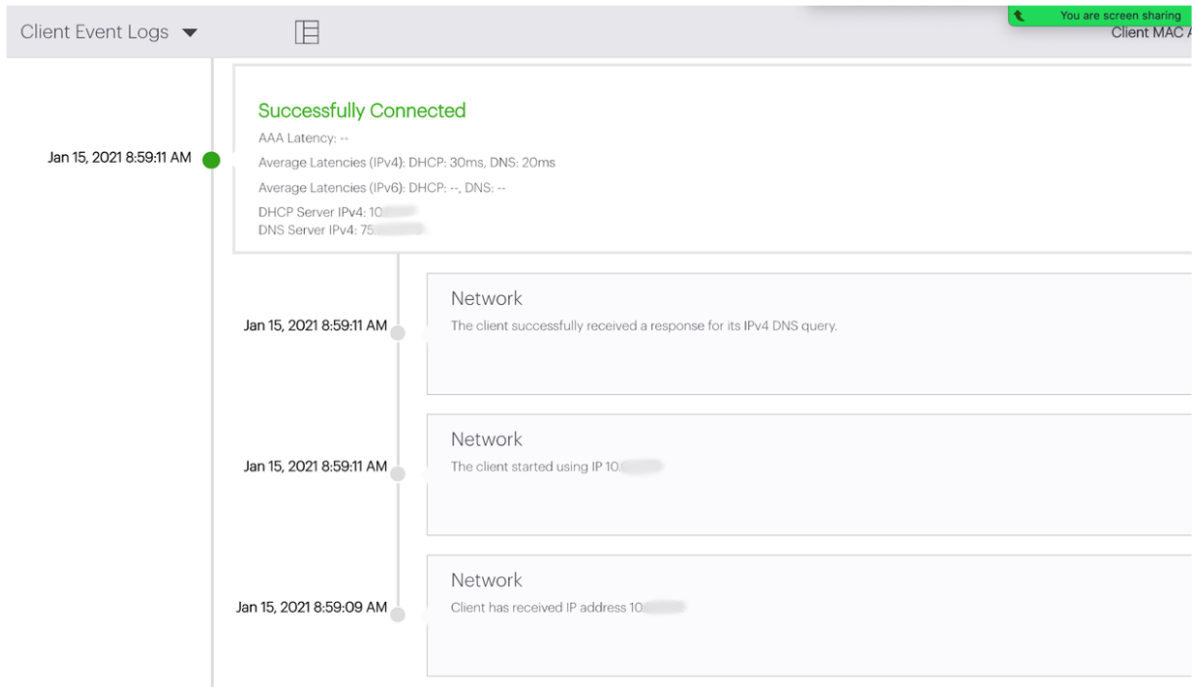 Client Event Logs
You are screen sharing
Client MAC
Successfully Connected
AAA Latency: --
Jan 15, 2021 8:59:11 AM
Average Latencies (IPv4): DHCP: 30ms, DNS: 20ms
Average Latencies (IPv6): DHCP: --, DNS: --
DHCP Server IPv4: 10.
DNS Server IPv4: 75.
Network
Jan 15, 2021 8:59:11 AM
The client successfully received a response for its IPv4 DNS query.
Network
Jan 15, 2021 8:59:11 AM
The client started using IP 10.
Network
Jan 15, 2021 8:59:09 AM
Client has received IP address 10.